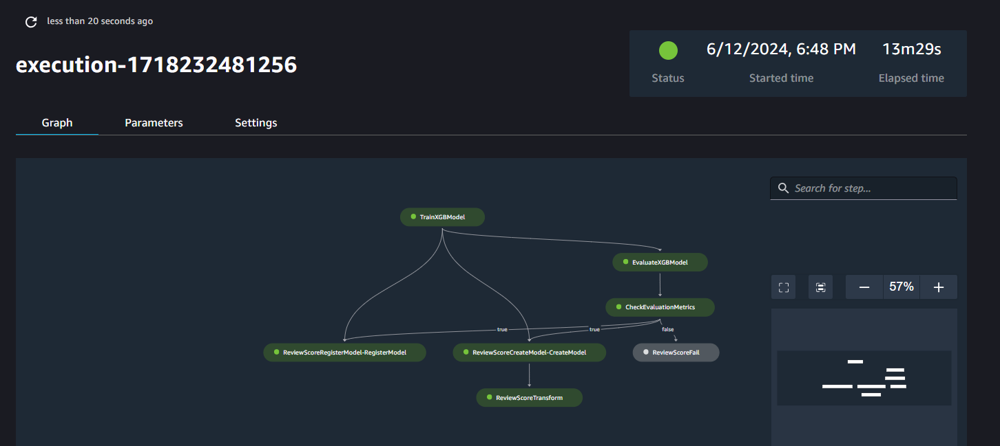 less than 20 seconds ago
execution-1718232481256
6/12/2024, 6:48 PM
13m29s
Status
Started time
Elapsed time
Graph
Parameters
Settings
Search for step...
TrainXGBModel
EvaluateXGBModel
57%
CheckEvaluationMetrics
true
true
false
ReviewScoreRegisterModel-RegisterModel
ReviewScoreCreateModel-CreateModel
ReviewScoreFail
ReviewScoreTransform